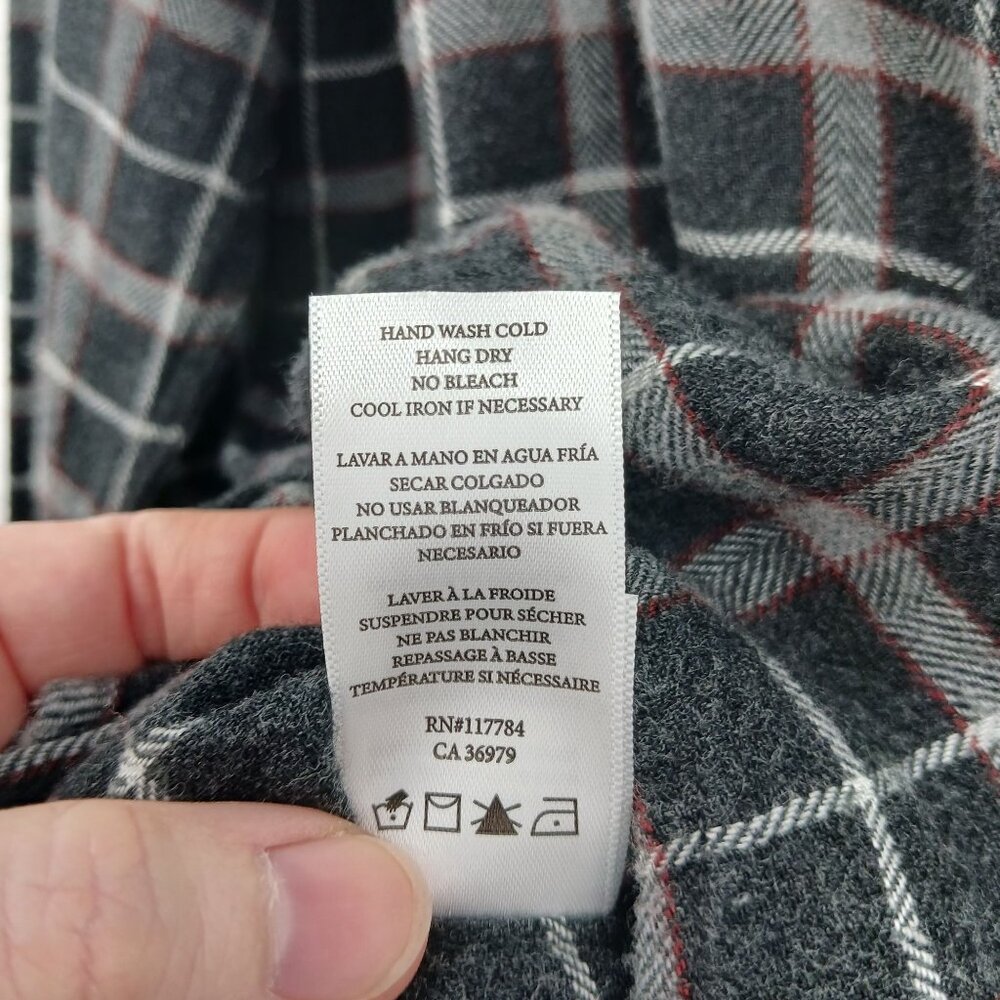 HAND WASH COLD
HANG DRY
NO BLEACH
COOL IRON IF NECESSARY
LAVAR A MANO EN AGUA FRÍA
SECAR COLGADO
NO USAR BLANQUEADOR
PLANCHADO EN FRÍO SI FUERA
NECESARIO
LAVER À LA FROIDE
SUSPENDRE POUR SÉCHER
NE PAS BLANCHIR
REPASSAGE À BASSE
TEMPÉRATURE SI NÉCESSAIRE
RN#117784
CA 36979